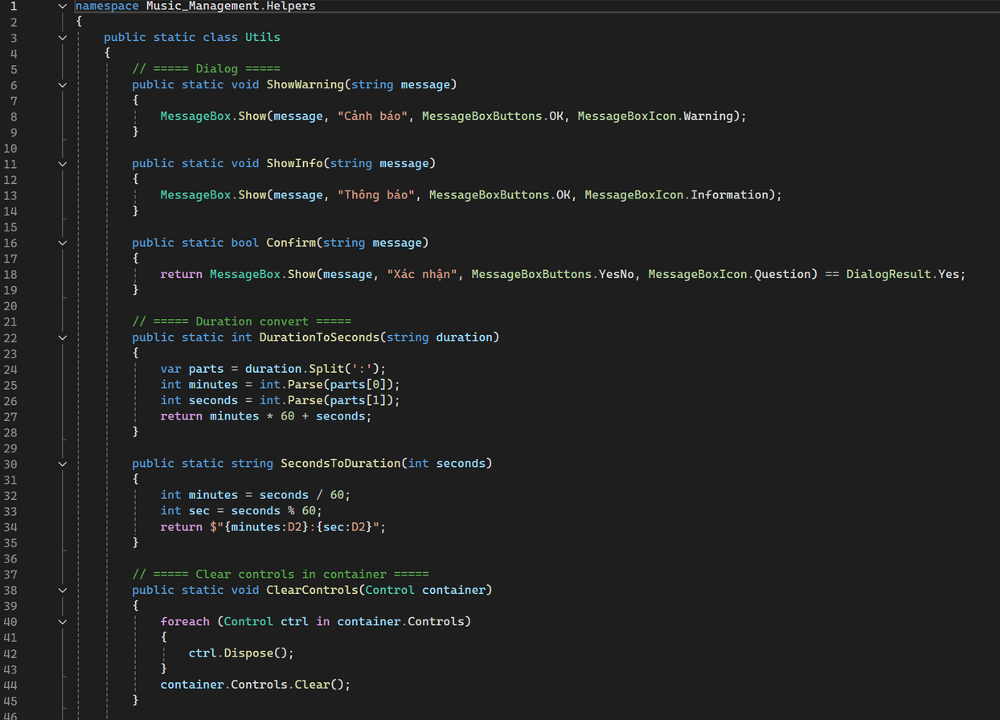 1 namespace Music_Management.Helpers
2 {
3 public static class Utils
4 {
5 // ===== Dialog =====
6 public static void ShowWarning(string message)
7 {
8 MessageBox.Show(message, "Cảnh báo", MessageBoxButtons.OK, MessageBoxIcon.Warning);
9 }
10
11 public static void ShowInfo(string message)
12 {
13 MessageBox.Show(message, "Thông báo", MessageBoxButtons.OK, MessageBoxIcon.Information);
14 }
15
16 public static bool Confirm(string message)
17 {
18 return MessageBox.Show(message, "Xác nhận", MessageBoxButtons.YesNo, MessageBoxIcon.Question) == DialogResult.Yes;
19 }
20
21 // ===== Duration convert =====
22 public static int DurationToSeconds(string duration)
23 {
24 var parts = duration.Split(':');
25 int minutes = int.Parse(parts[0]);
26 int seconds = int.Parse(parts[1]);
27 return minutes * 60 + seconds;
28 }
29
30 public static string SecondsToDuration(int seconds)
31 {
32 int minutes = seconds / 60;
33 int sec = seconds % 60;
34 return $"{minutes:D2}:{sec:D2}";
35 }
36
37 // ===== Clear controls in container =====
38 public static void ClearControls(Control container)
39 {
40 foreach (Control ctrl in container.Controls)
41 {
42 ctrl.Dispose();
43 }
44 container.Controls.Clear();
45 }
46